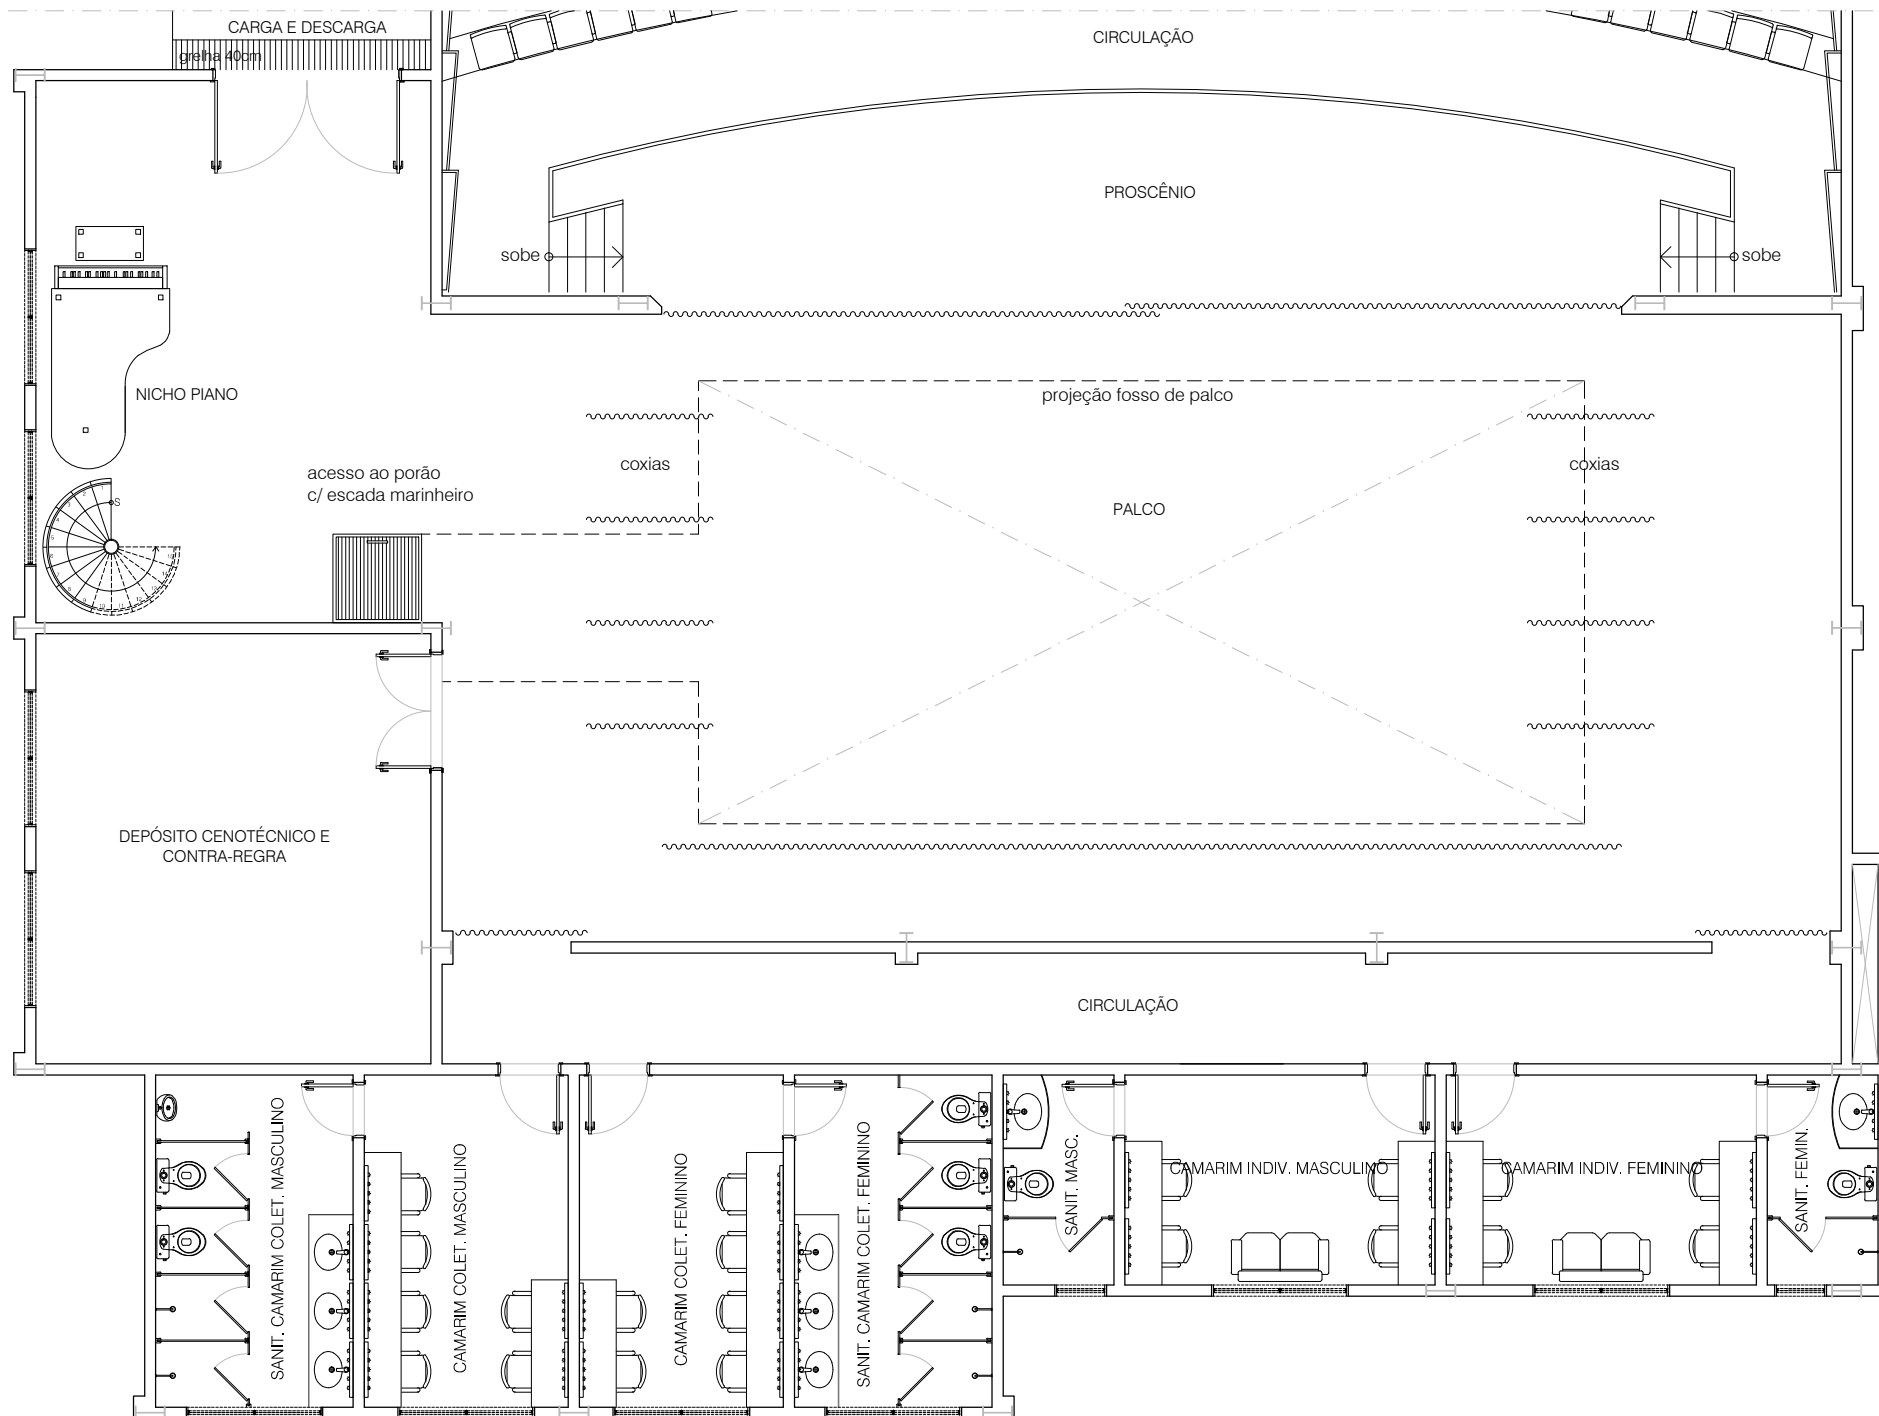 CARGA E DESCARGA
grelha 40cm
CIRCULAÇÃO
PROSCÊNIO
sobe
sobe
NICHO PIANO
projeção fosso de palco
coxias
coxias
acesso ao porão
c/ escada marinheiro
S
PALCO
DEPÓSITO CENOTÉCNICO E
CONTRA-REGRA
CIRCULAÇÃO
SANIT. CAMARIM COLET. MASCULINO
CAMARIM COLET. MASCULINO
CAMARIM COLET. FEMININO
SANIT. CAMARIM COLET. FEMININO
SANIT. MASC.
CAMARIM INDIV. MASCULINO
CAMARIM INDIV. FEMININO
SANIT. FEMIN.